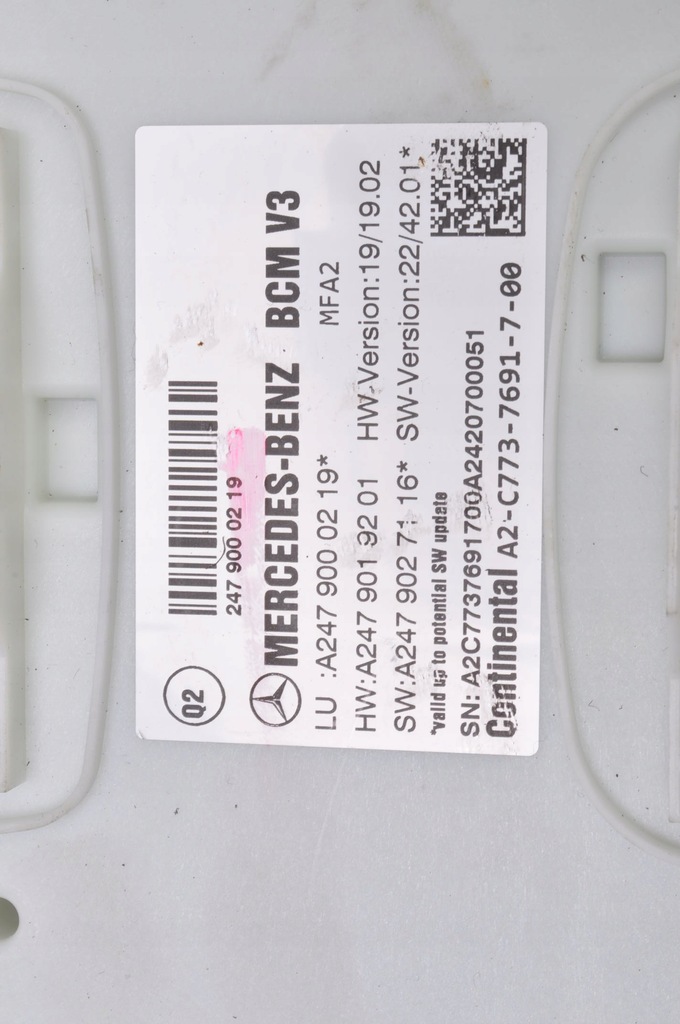 Q2
247 900 02 19
MERCEDES-BENZ BCM V3
LU :A247 900 02 19* MFA2
HW:A247 901 92 01 HW-Version:19/19.02
SW:A247 902 71 16* SW-Version:22/42.01*
*valid up to potential SW update
SN: A2C7737691700A2420700051
Continental A2-C773-7691-7-00